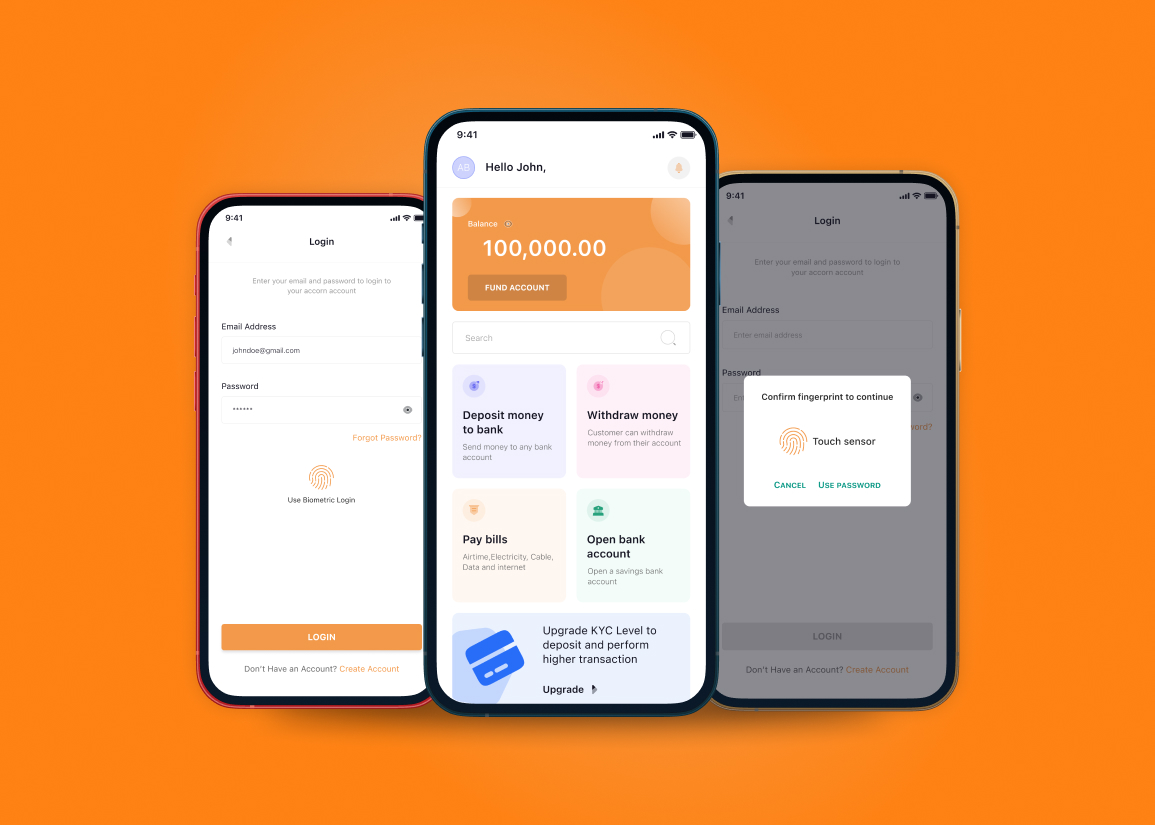 9:41
Login
Enter your email and password to login to
your accorn account
Email Address
johndoe@gmail.com
Password
••••••
Forgot Password?
Use Biometric Login
LOGIN
Don't Have an Account? Create Account
9:41
AB
Hello John,
Balance
100,000.00
FUND ACCOUNT
Search
Deposit money
to bank
Send money to any bank
account
Withdraw money
Customer can withdraw
money from their account
Pay bills
Airtime,Electricity, Cable,
Data and internet
Open bank
account
Open a savings bank
account
Upgrade KYC Level to
deposit and perform
higher transaction
Upgrade
9:41
Login
Enter your email and password to login to
your accorn account
Email Address
Enter email address
Password
Confirm fingerprint to continue
Touch sensor
CANCEL USE PASSWORD
LOGIN
Don't Have an Account? Create Account